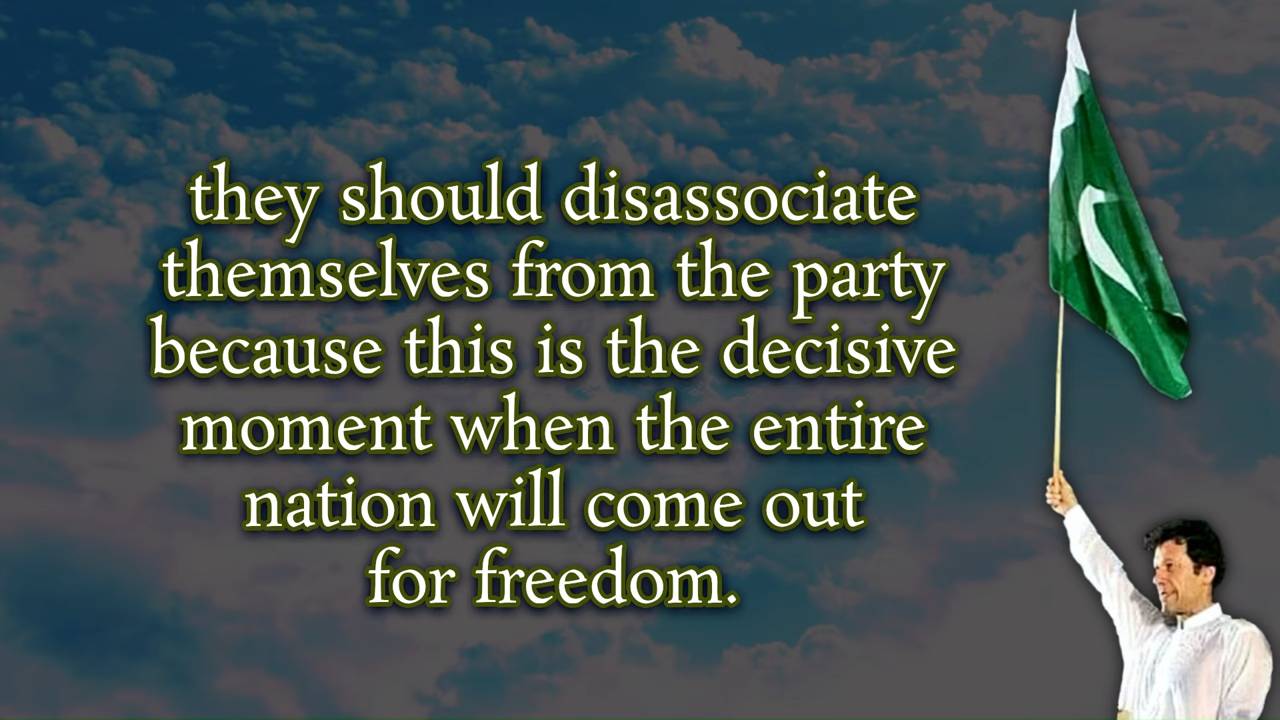 they should disassociate
themselves from the party
because this is the decisive
moment when the entire
nation will come out
for freedom.